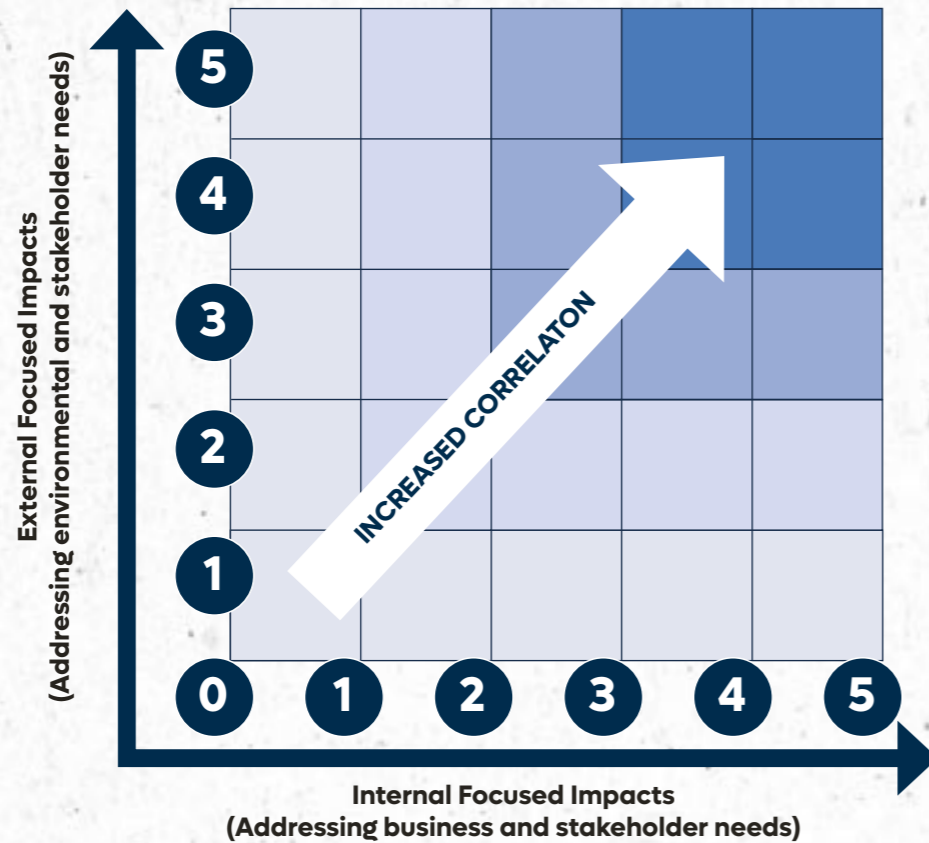 External Focused Impacts
(Addressing environmental and stakeholder needs)
5
4
3
2
1
INCREASED CORRELATON
0 1 2 3 4 5
Internal Focused Impacts
(Addressing business and stakeholder needs)